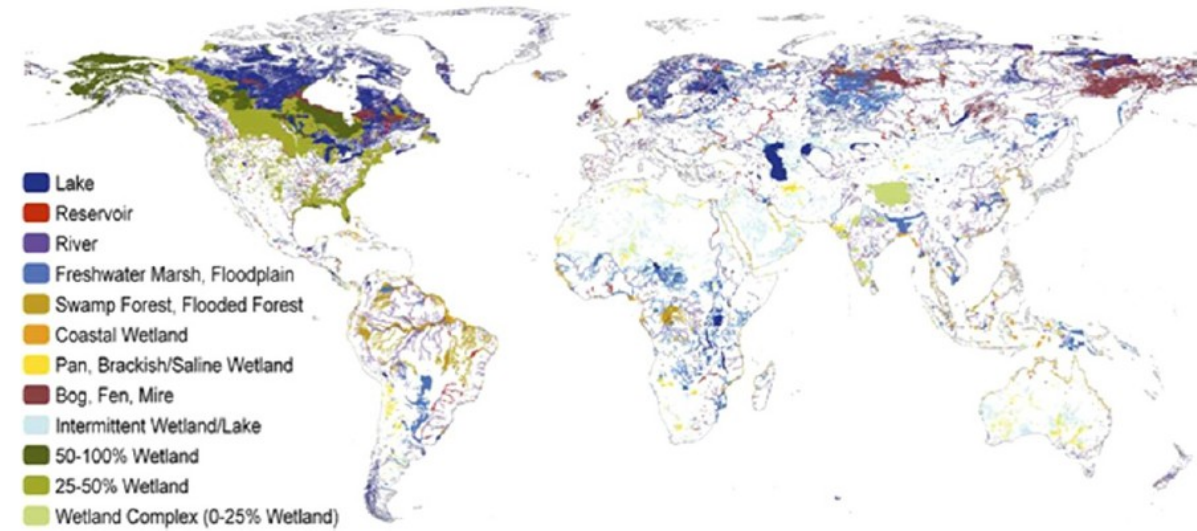 Lake
Reservoir
River
Freshwater Marsh, Floodplain
Swamp Forest, Flooded Forest
Coastal Wetland
Pan, Brackish/Saline Wetland
Bog, Fen, Mire
Intermittent Wetland/Lake
50-100% Wetland
25-50% Wetland
Wetland Complex (0-25% Wetland)